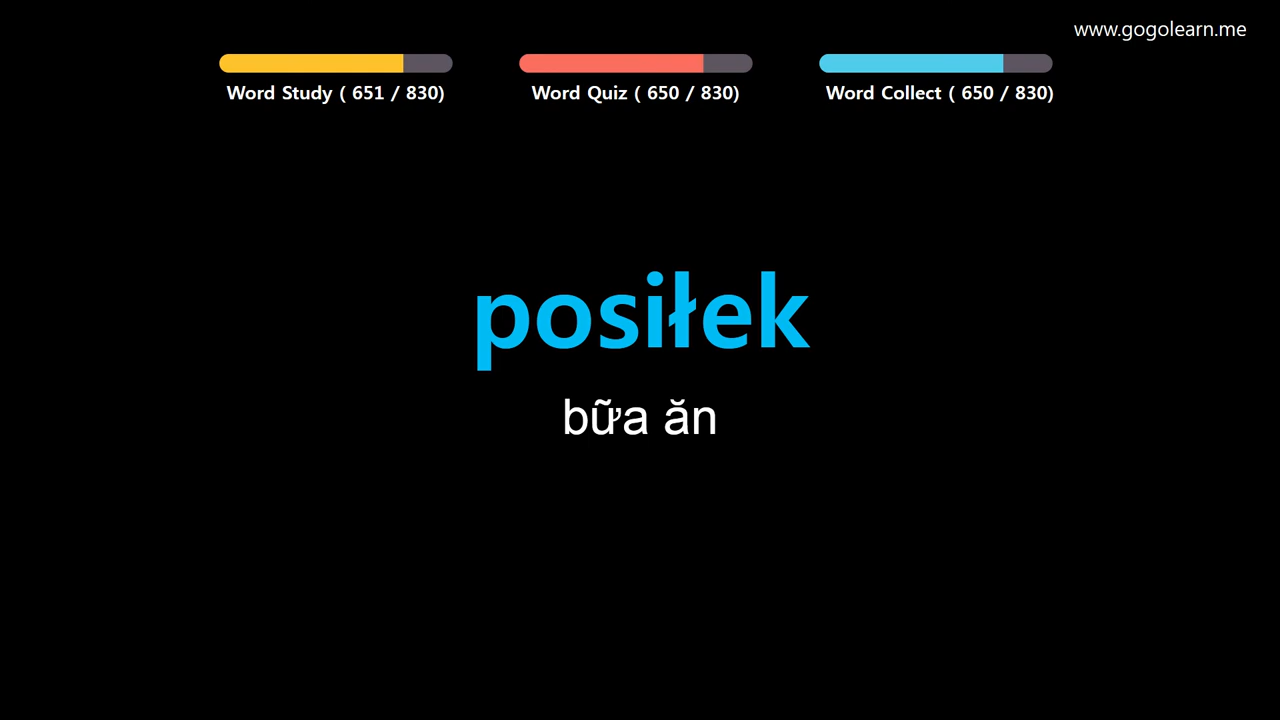 www.gogolearn.me
Word Study ( 651 / 830)
Word Quiz ( 650 / 830)
Word Collect ( 650 / 830)
posiłek
bữa ăn